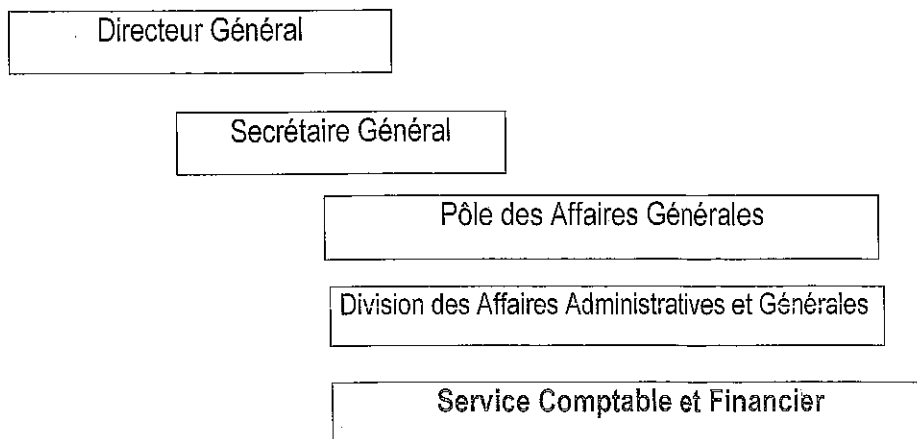 Directeur Général
Secrétaire Général
Pôle des Affaires Générales
Division des Affaires Administratives et Générales
Service Comptable et Financier